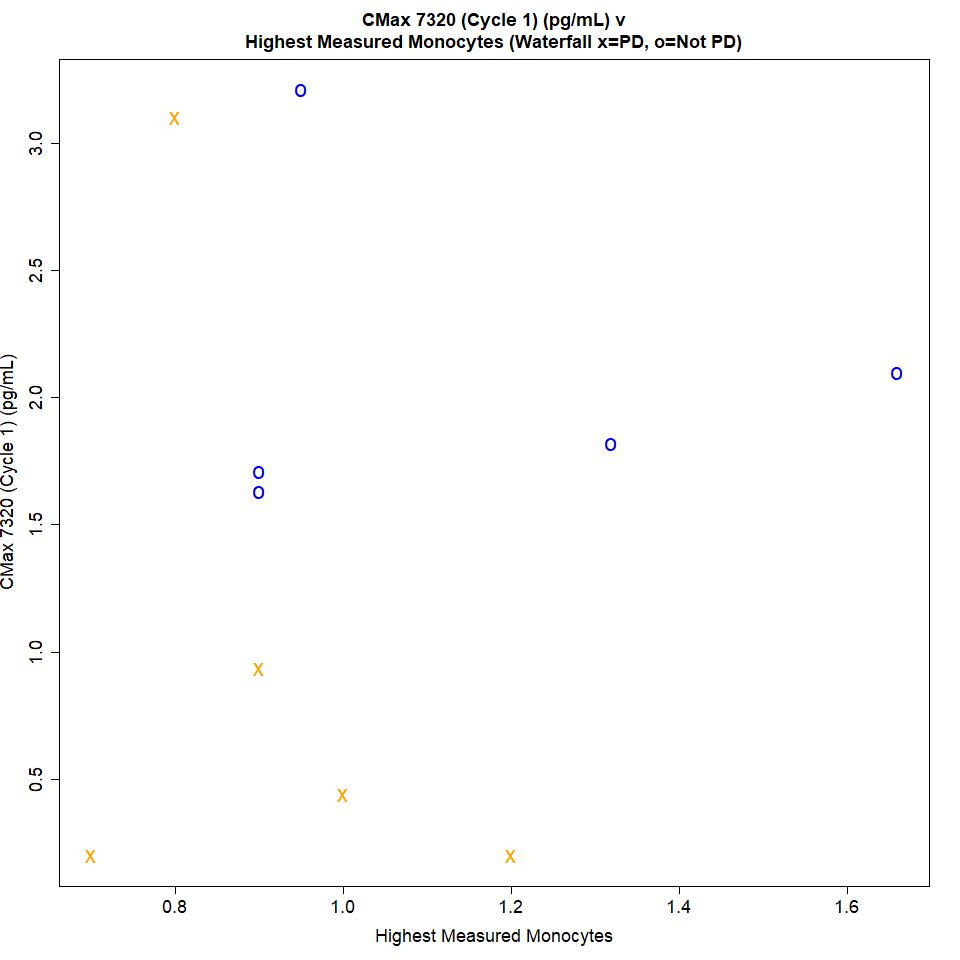 CMax 7320 (Cycle 1) (pg/mL) v
Highest Measured Monocytes (Waterfall x=PD, o=Not PD)
CMax 7320 (Cycle 1) (pg/mL)
3.0
2.5
2.0
1.5
1.0
0.5
o
x
o
o
o
o
x
x
x
x
0.8
1.0
1.2
1.4
1.6
Highest Measured Monocytes